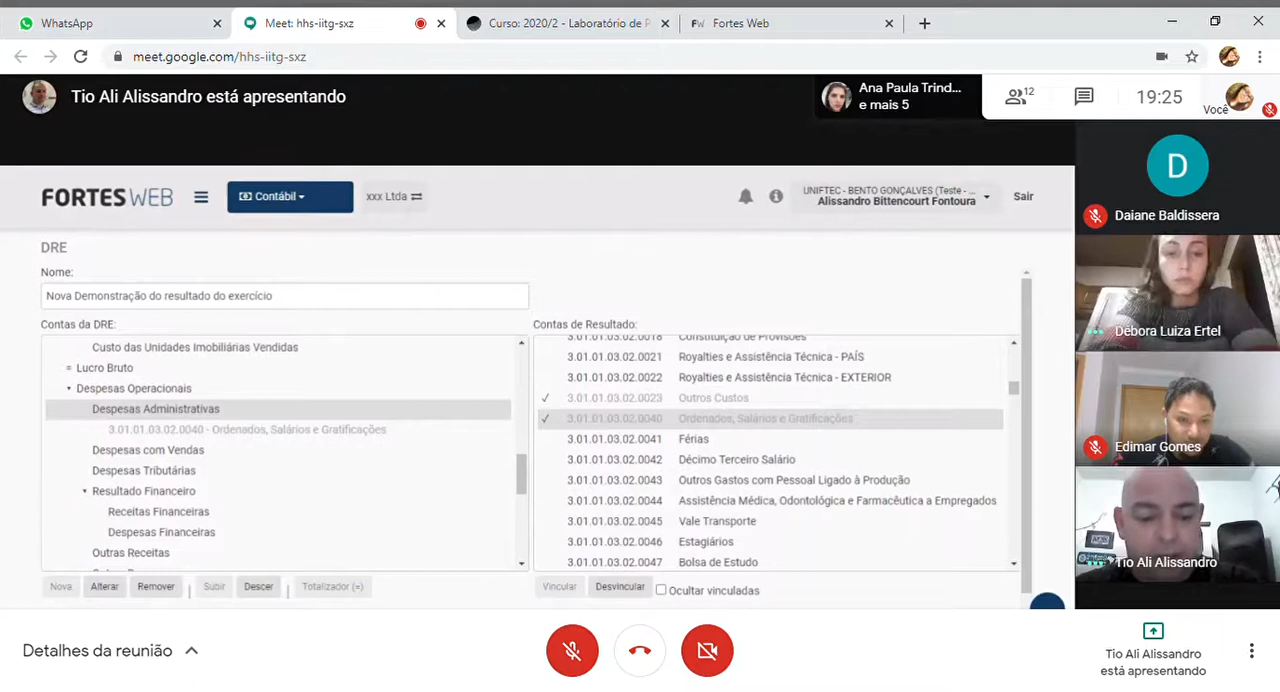 WhatsApp
Meet: hhs-iitg-sxz
Curso: 2020/2 - Laboratório de P
FW Fortes Web
meet.google.com/hhs-iitg-sxz
Tio Ali Alissandro está apresentando
Ana Paula Trind...
e mais 5
12
19:25
Você
FORTES WEB
Contábil
xxx Ltda
UNIFTEC - BENTO GONÇALVES (Teste - ...
Alissandro Bittencourt Fontoura
Sair
D
Daiane Baldissera
DRE
Nome:
Nova Demonstração do resultado do exercício
Contas da DRE:
Custo das Unidades Imobiliárias Vendidas
= Lucro Bruto
Despesas Operacionais
Despesas Administrativas
3.01.01.03.02.0040 - Ordenados, Salários e Gratificações
Despesas com Vendas
Despesas Tributárias
Resultado Financeiro
Receitas Financeiras
Despesas Financeiras
Outras Receitas
Nova
Alterar
Remover
Subir
Descer
Totalizador (=)
Contas de Resultado:
3.01.01.03.02.0018 Constituição de Provisões
3.01.01.03.02.0021 Royalties e Assistência Técnica - PAÍS
3.01.01.03.02.0022 Royalties e Assistência Técnica - EXTERIOR
3.01.01.03.02.0023 Outros Custos
3.01.01.03.02.0040 Ordenados, Salários e Gratificações
3.01.01.03.02.0041 Férias
3.01.01.03.02.0042 Décimo Terceiro Salário
3.01.01.03.02.0043 Outros Gastos com Pessoal Ligado à Produção
3.01.01.03.02.0044 Assistência Médica, Odontológica e Farmacêutica a Empregados
3.01.01.03.02.0045 Vale Transporte
3.01.01.03.02.0046 Estagiários
3.01.01.03.02.0047 Bolsa de Estudo
Vincular
Desvincular
Ocultar vinculadas
Débora Luiza Ertel
Edimar Gomes
Tio Ali Alissandro
Detalhes da reunião
Tio Ali Alissandro
está apresentando